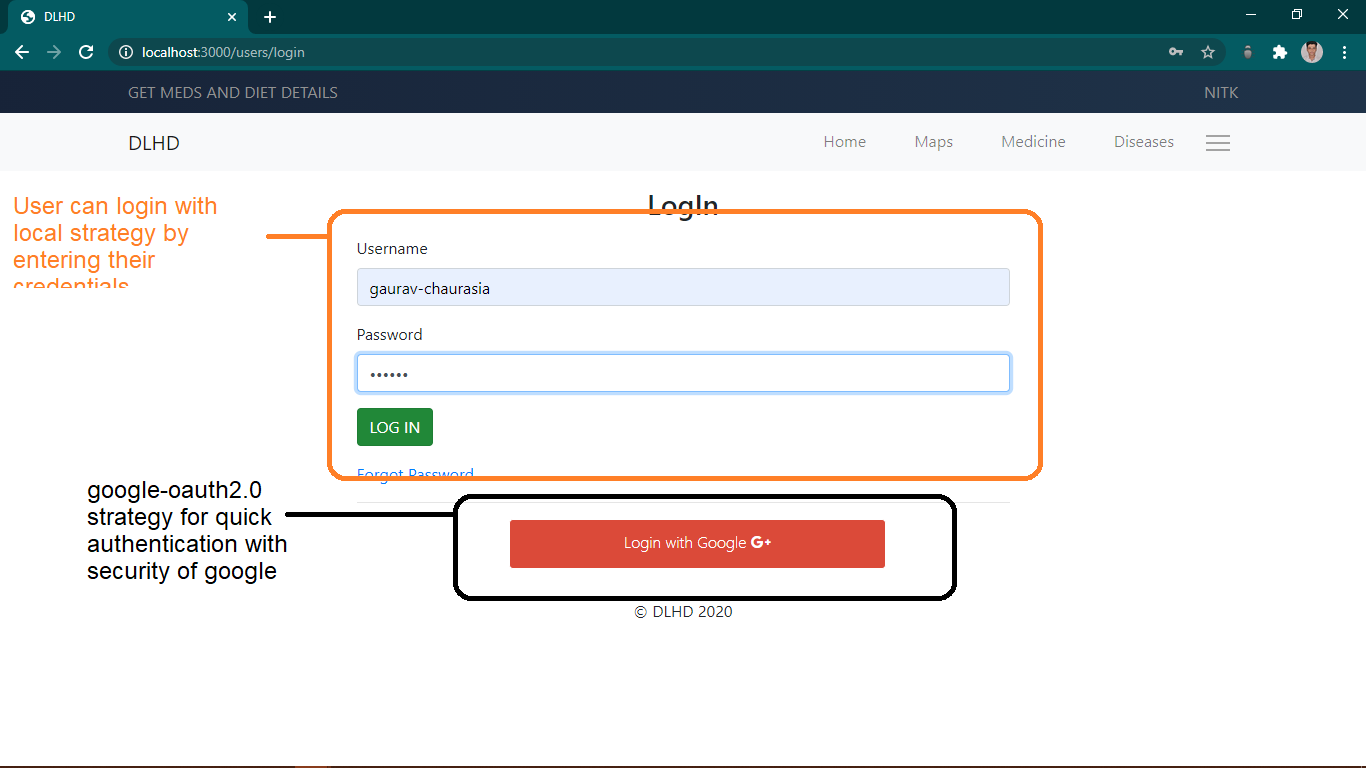 DLHD
localhost:3000/users/login
GET MEDS AND DIET DETAILS
NITK
DLHD
Home
Maps
Medicine
Diseases
LogIn
User can login with
local strategy by
entering their
credentials
Username
gaurav-chaurasia
Password
••••••
LOG IN
Forgot Password
google-oauth2.0
strategy for quick
authentication with
security of google
Login with Google G+
© DLHD 2020